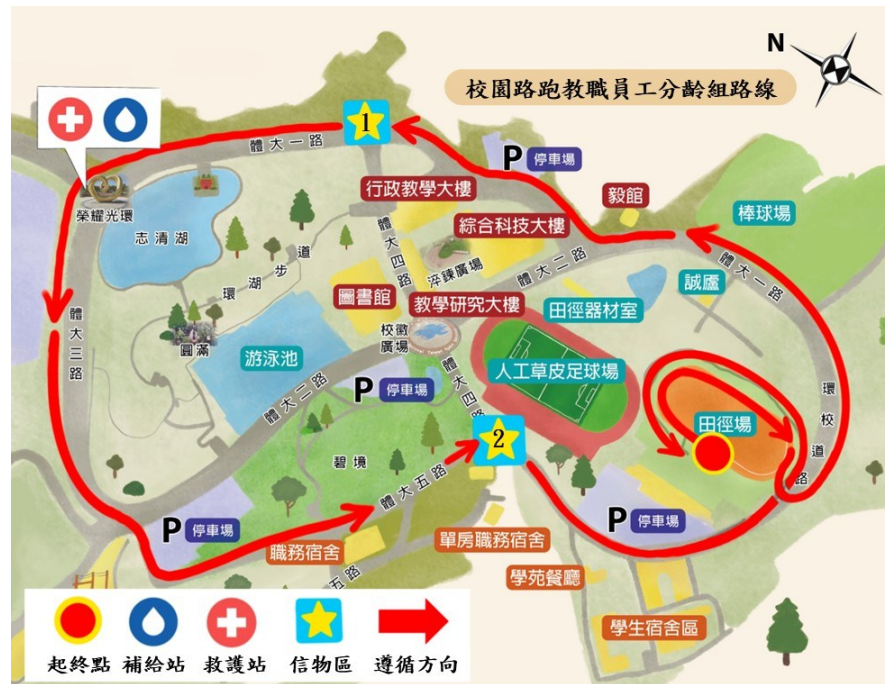 N
校園路跑教職員工分齡組路線
1
體大一路
P 停車場
行政教學大樓
毅館
棒球場
榮耀光環
志清湖
綜合科技大樓
體大四路
淬鍊廣場
體大二路
體大一路
誠廬
環湖步道
圖書館
教學研究大樓
田徑器材室
校徽廣場
圓滿
游泳池
人工草皮足球場
體大三路
體大二路
P 停車場
體大四路
田徑場
環校道路
2
碧境
體大五路
P 停車場
P 停車場
職務宿舍
單房職務宿舍
五路
學苑餐廳
學生宿舍區
起終點
補給站
救護站
信物區
遵循方向